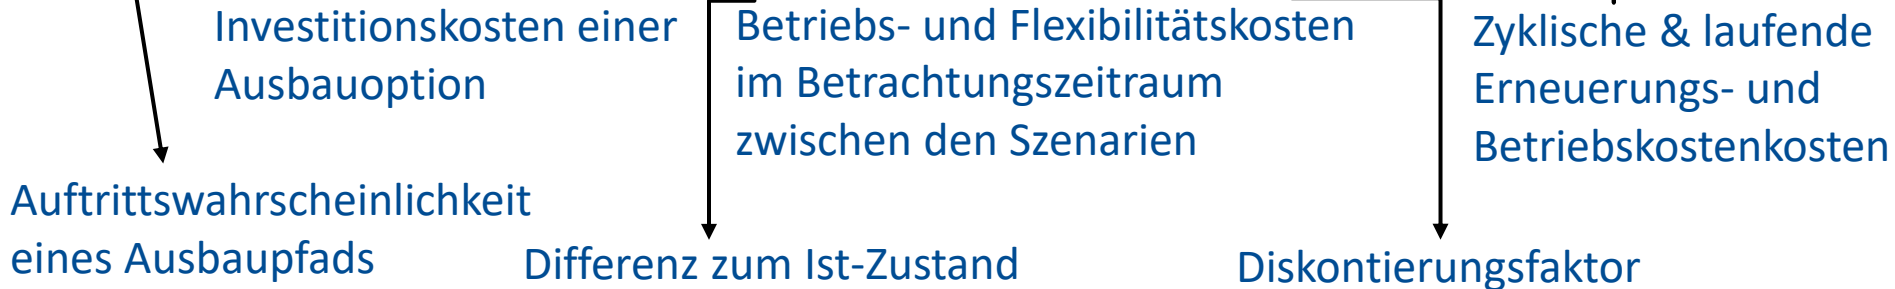 Investitionskosten einer
Ausbauoption
Betriebs- und Flexibilitätskosten
im Betrachtungszeitraum
zwischen den Szenarien
Zyklische & laufende
Erneuerungs- und
Betriebskostenkosten
Auftrittswahrscheinlichkeit
eines Ausbaupfads
Differenz zum Ist-Zustand
Diskontierungsfaktor